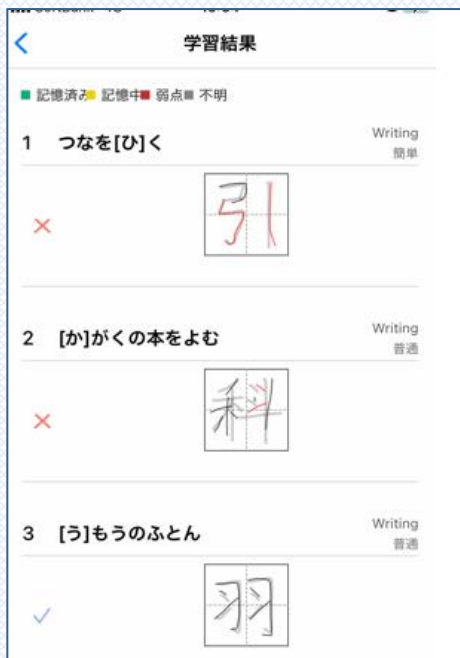 学習結果
記憶済み 記憶中 弱点 不明
1 つなを[ひ]く Writing
簡単
× 引
2 [か]がくの本をよむ Writing
普通
× 科
3 [う]もうのふとん Writing
普通
✓ 羽